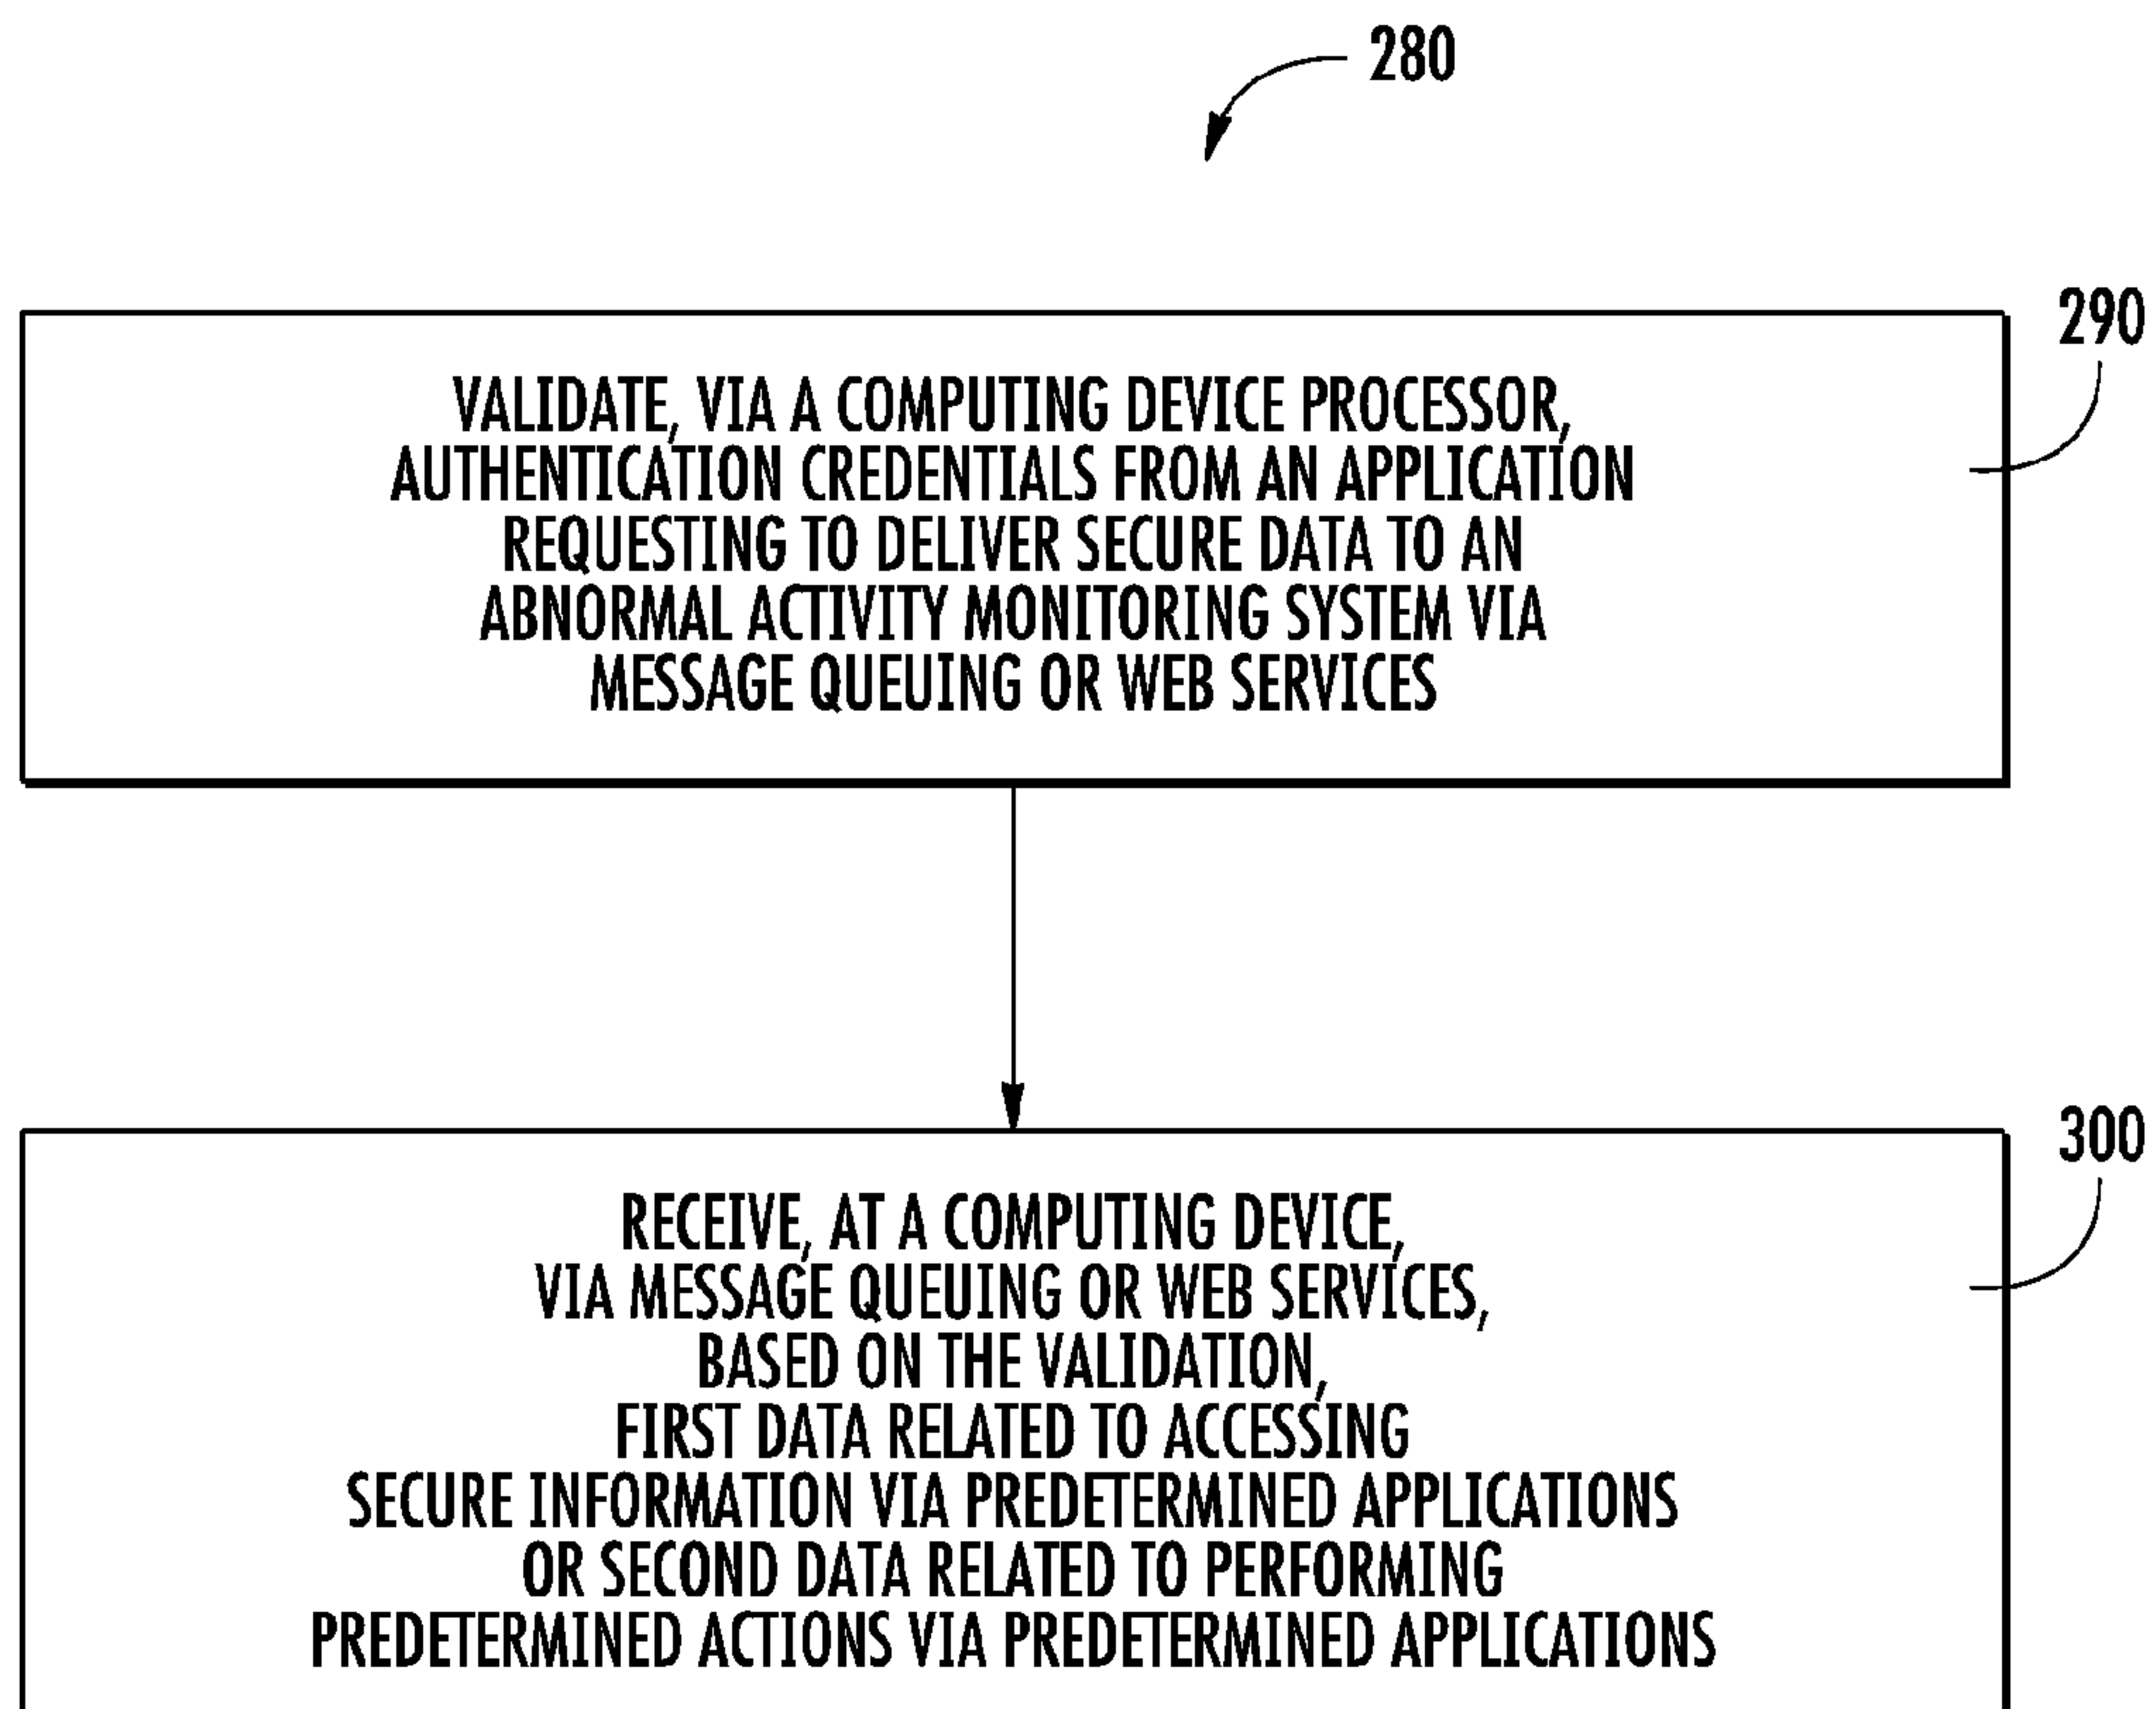 280
290
VALIDATE, VIA A COMPUTING DEVICE PROCESSOR,
AUTHENTICATION CREDENTIALS FROM AN APPLICATION
REQUESTING TO DELIVER SECURE DATA TO AN
ABNORMAL ACTIVITY MONITORING SYSTEM VIA
MESSAGE QUEUING OR WEB SERVICES
300
RECEIVE, AT A COMPUTING DEVICE,
VIA MESSAGE QUEUING OR WEB SERVICES,
BASED ON THE VALIDATION,
FIRST DATA RELATED TO ACCESSING
SECURE INFORMATION VIA PREDETERMINED APPLICATIONS
OR SECOND DATA RELATED TO PERFORMING
PREDETERMINED ACTIONS VIA PREDETERMINED APPLICATIONS